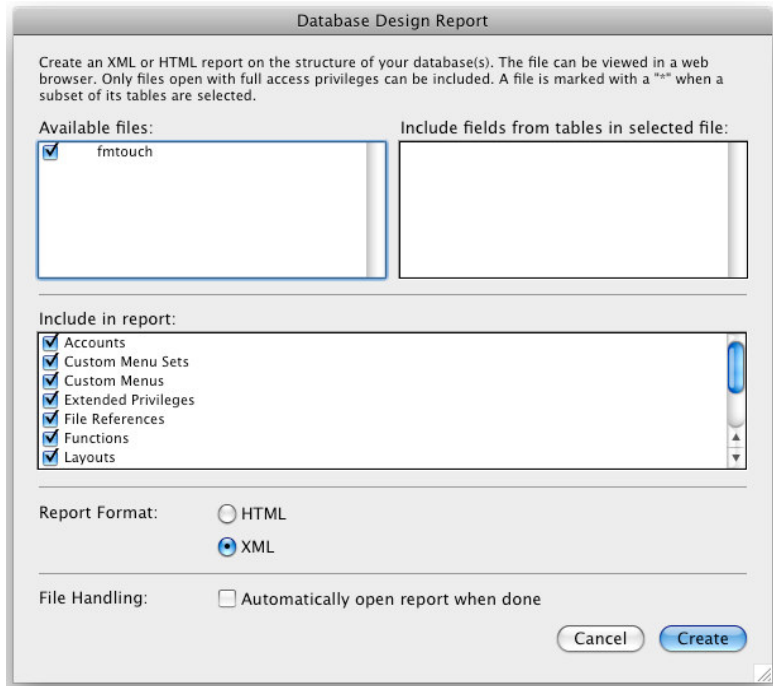 Database Design Report
Create an XML or HTML report on the structure of your database(s). The file can be viewed in a web
browser. Only files open with full access privileges can be included. A file is marked with a "*" when a
subset of its tables are selected.
Available files:
Include fields from tables in selected file:
fmtouch
Include in report:
Accounts
Custom Menu Sets
Custom Menus
Extended Privileges
File References
Functions
Layouts
Report Format:
HTML
XML
File Handling:
Automatically open report when done
Cancel
Create